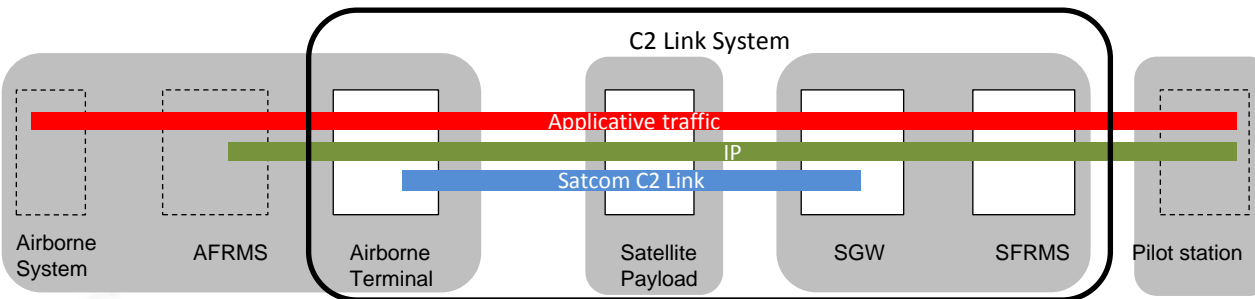 C2 Link System
Applicative traffic
IP
Satcom C2 Link
Airborne
System
AFRMS
Airborne
Terminal
Satellite
Payload
SGW
SFRMS
Pilot station